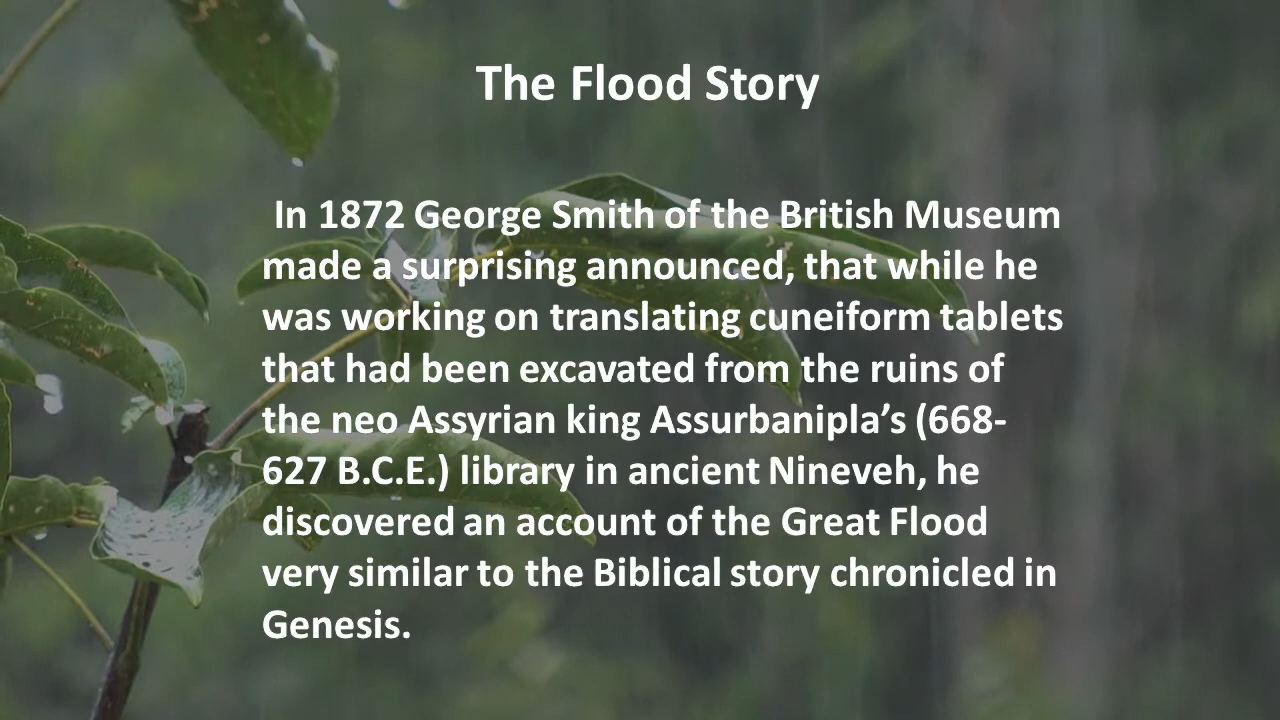 The Flood Story
In 1872 George Smith of the British Museum
made a surprising announced, that while he
was working on translating cuneiform tablets
that had been excavated from the ruins of
the neo Assyrian king Assurbanipla’s (668-
627 B.C.E.) library in ancient Nineveh, he
discovered an account of the Great Flood
very similar to the Biblical story chronicled in
Genesis.